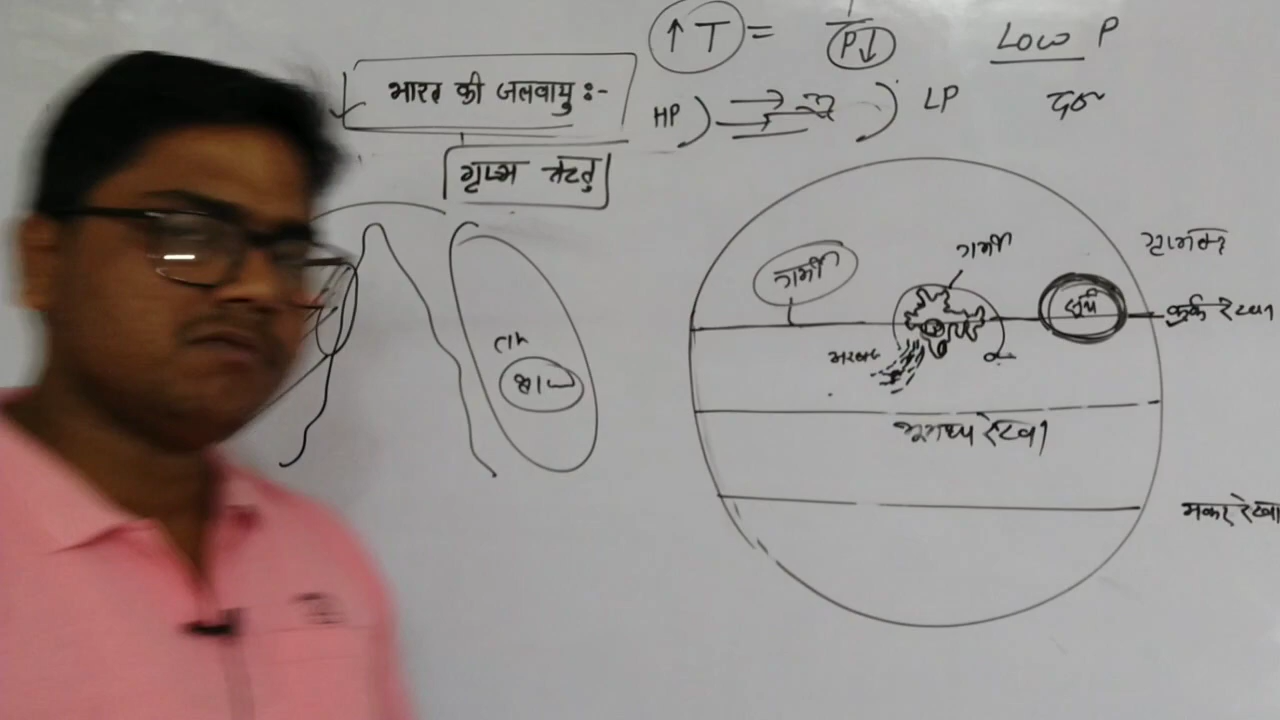 ↑ T = P↓
Low P
भारत की जलवायु :-
HP LP
ग्रीष्म ऋतु
गर्मी
गर्मी
सूर्य
कर्क रेखा
भूमध्य रेखा
मकर रेखा